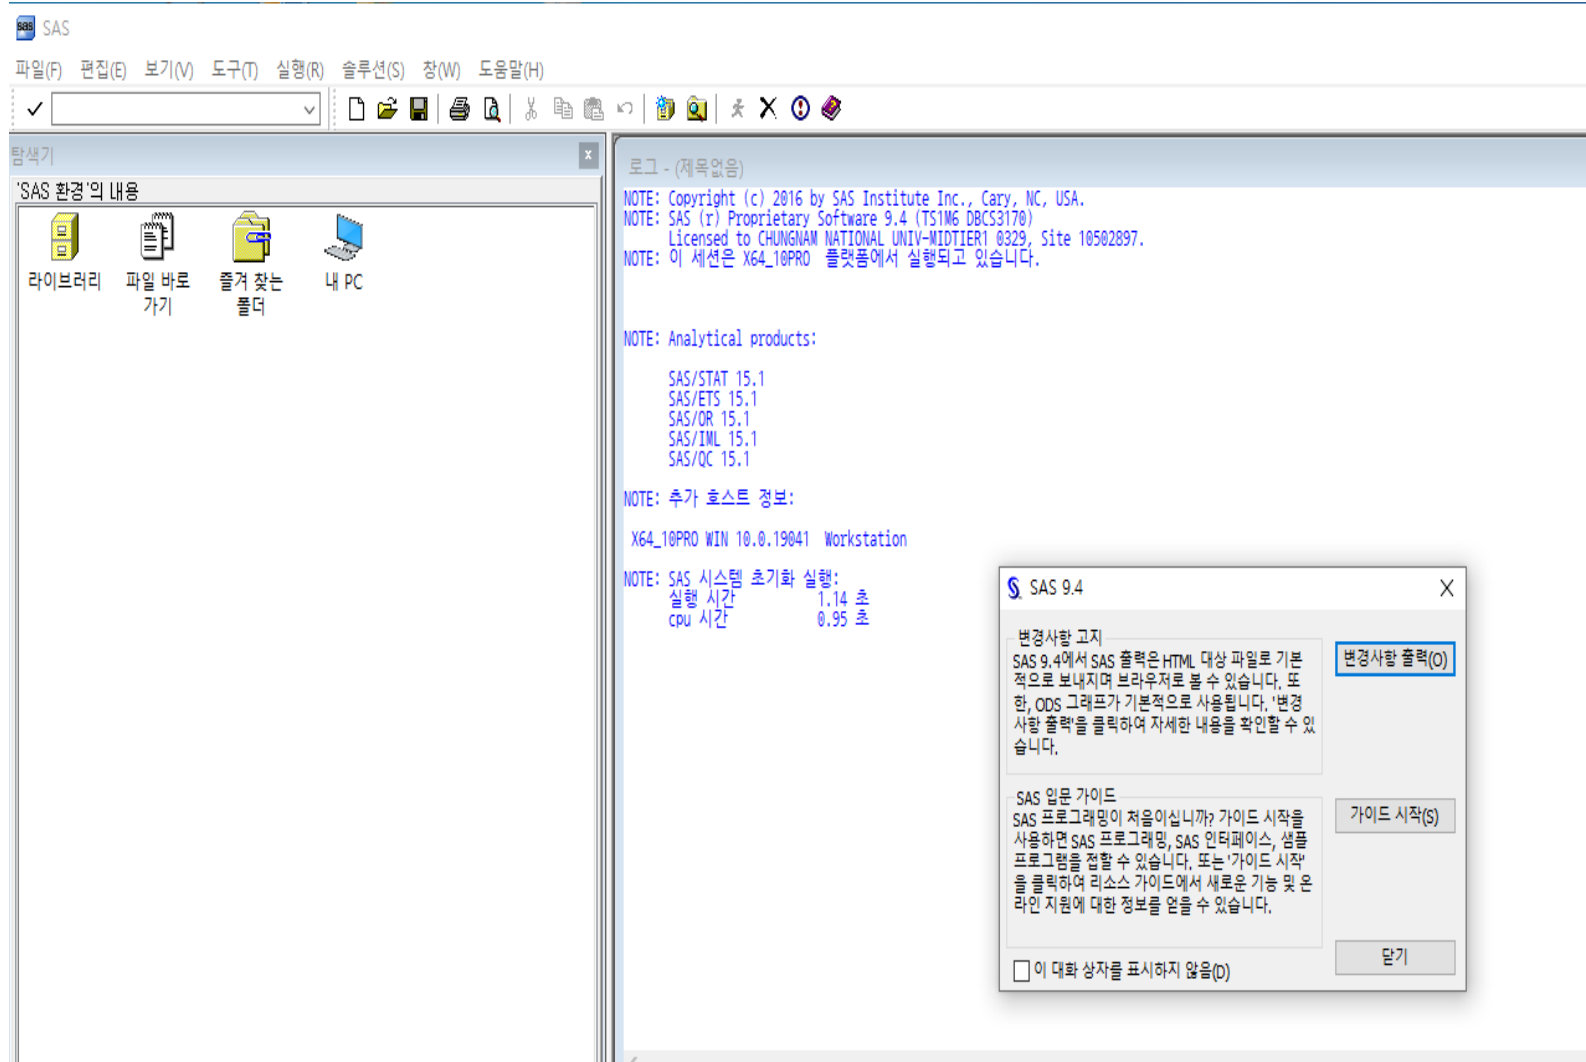 sas SAS
파일(F) 편집(E) 보기(V) 도구(T) 실행(R) 솔루션(S) 창(W) 도움말(H)
탐색기
'SAS 환경'의 내용
라이브러리
파일 바로
가기
즐겨 찾는
폴더
내 PC
로그 - (제목없음)
NOTE: Copyright (c) 2016 by SAS Institute Inc., Cary, NC, USA.
NOTE: SAS (r) Proprietary Software 9.4 (TS1M6 DBCS3170)
Licensed to CHUNGNAM NATIONAL UNIV-MIDTIER1 0329, Site 10502897.
NOTE: 이 세션은 X64_10PRO 플랫폼에서 실행되고 있습니다.
NOTE: Analytical products:
SAS/STAT 15.1
SAS/ETS 15.1
SAS/OR 15.1
SAS/IML 15.1
SAS/QC 15.1
NOTE: 추가 호스트 정보:
X64_10PRO WIN 10.0.19041 Workstation
NOTE: SAS 시스템 초기화 실행:
실행 시간 1.14 초
cpu 시간 0.95 초
SAS 9.4
변경사항 고지
SAS 9.4에서 SAS 출력은 HTML 대상 파일로 기본
적으로 보내지며 브라우저로 볼 수 있습니다. 또
한, ODS 그래프가 기본적으로 사용됩니다. '변경
사항 출력'을 클릭하여 자세한 내용을 확인할 수 있
습니다.
변경사항 출력(O)
SAS 입문 가이드
SAS 프로그래밍이 처음이십니까? 가이드 시작을
사용하면 SAS 프로그래밍, SAS 인터페이스, 샘플
프로그램을 접할 수 있습니다. 또는 '가이드 시작'
을 클릭하여 리소스 가이드에서 새로운 기능 및 온
라인 지원에 대한 정보를 얻을 수 있습니다.
가이드 시작(S)
이 대화 상자를 표시하지 않음(D)
닫기